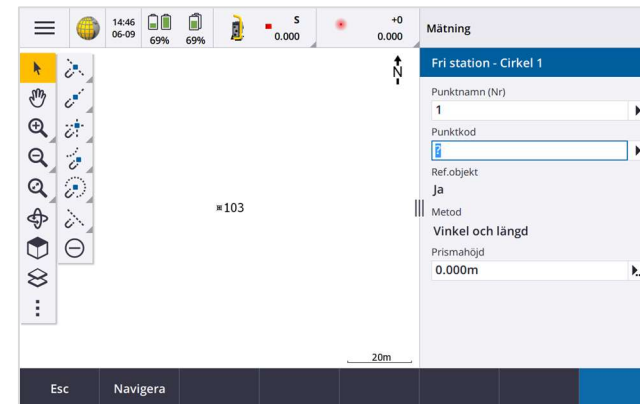 14:46
06-09
69%
69%
S
0.000
+0
0.000
Mätning
Fri station - Cirkel 1
Punktnamn (Nr)
1
Punktkod
?
Ref.objekt
Ja
Metod
Vinkel och längd
Prismahöjd
0.000m
N
103
20m
Esc
Navigera